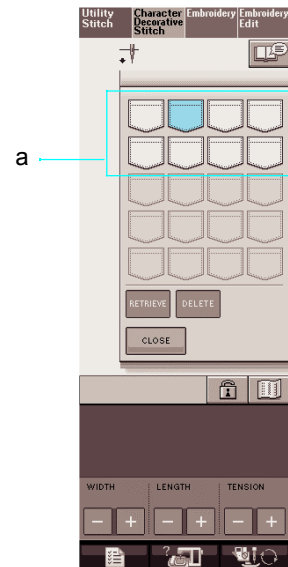 Utility Stitch
Character Decorative Stitch
Embroidery
Embroidery Edit
a
RETRIEVE
DELETE
CLOSE
WIDTH
LENGTH
TENSION
- + - + - +
?